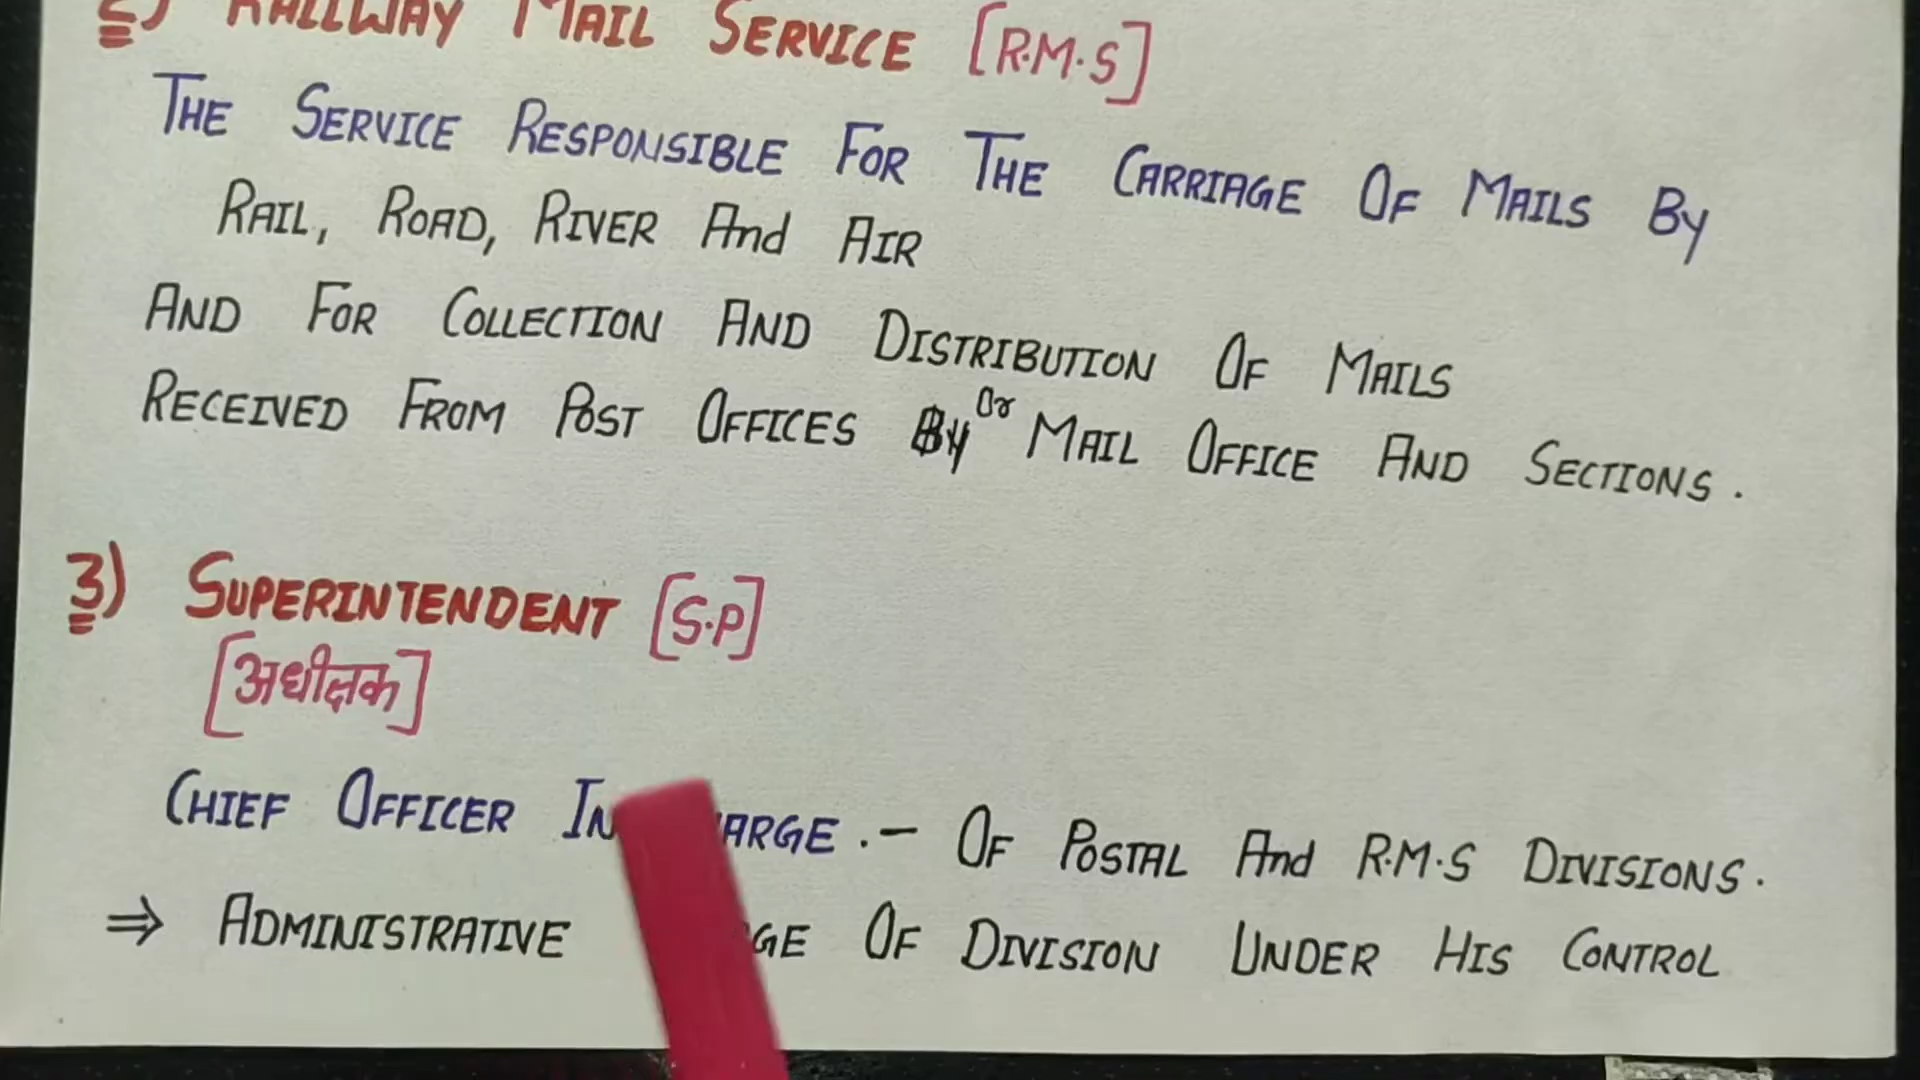 2) RAILWAY MAIL SERVICE [R.M.S]
THE SERVICE RESPONSIBLE FOR THE CARRIAGE OF MAILS BY
RAIL, ROAD, RIVER And AIR
AND FOR COLLECTION AND DISTRIBUTION OF MAILS
RECEIVED FROM POST OFFICES By Or MAIL OFFICE AND SECTIONS.
3) SUPERINTENDENT [S.P]
[अधीक्षक]
CHIEF OFFICER IN ARGE .- OF POSTAL And R.M.S DIVISIONS.
⇒ ADMINISTRATIVE GE OF DIVISION UNDER HIS CONTROL